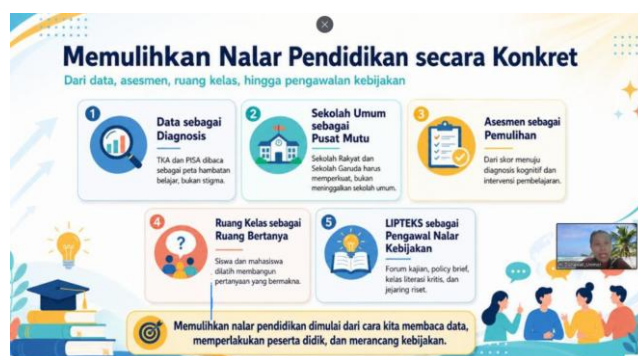 Memulihkan Nalar Pendidikan secara Konkret
Dari data, asesmen, ruang kelas, hingga pengawalan kebijakan
1
Data sebagai
Diagnosis
TKA dan PISA dibaca
sebagai peta hambatan
belajar, bukan stigma.
2
Sekolah Umum
sebagai
Pusat Mutu
Sekolah Rakyat dan
Sekolah Garuda harus
memperkuat, bukan
meninggalkan sekolah umum.
3
Asesmen sebagai
Pemulihan
Dari skor menuju
diagnosis kognitif dan
intervensi pembelajaran.
4
Ruang Kelas sebagai
Ruang Bertanya
Siswa dan mahasiswa
dilatih membangun
pertanyaan yang bermakna.
5
LIPTEKS sebagai
Pengawal Nalar
Kebijakan
Forum kajian, policy brief,
kelas literasi kritis, dan
jejaring riset.
?
Memulihkan nalar pendidikan dimulai dari cara kita membaca data,
memperlakukan peserta didik, dan merancang kebijakan.